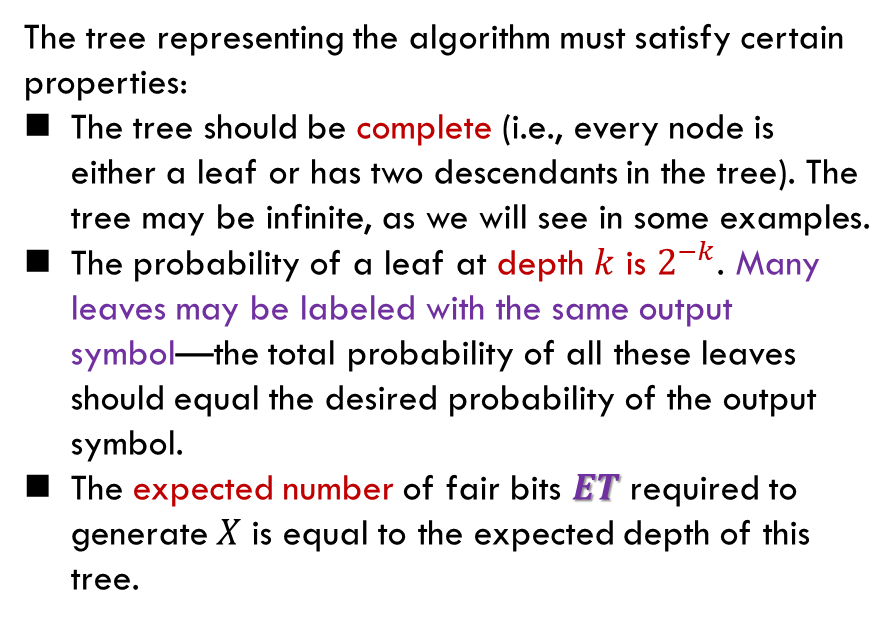 The tree representing the algorithm must satisfy certain
properties:
■ The tree should be complete (i.e., every node is
either a leaf or has two descendants in the tree). The
tree may be infinite, as we will see in some examples.
■ The probability of a leaf at depth k is 2^{-k}. Many
leaves may be labeled with the same output
symbol—the total probability of all these leaves
should equal the desired probability of the output
symbol.
■ The expected number of fair bits ET required to
generate X is equal to the expected depth of this
tree.